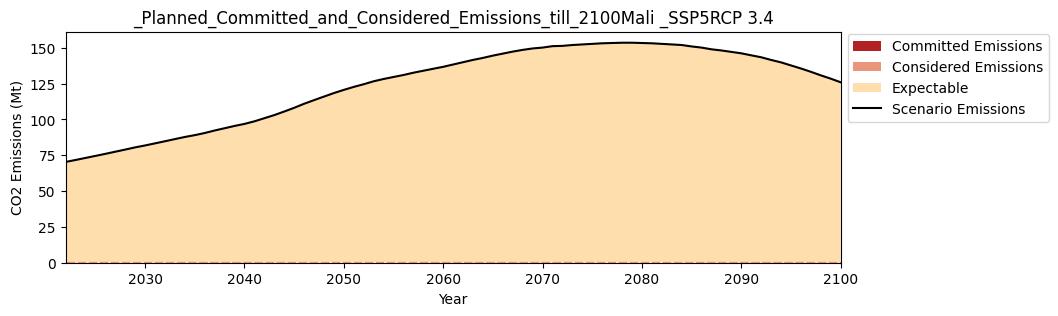 _Planned_Committed_and_Considered_Emissions_till_2100Mali _SSP5RCP 3.4
Committed Emissions
Considered Emissions
Expectable
Scenario Emissions
CO2 Emissions (Mt)
150
125
100
75
50
25
0
2030 2040 2050 2060 2070 2080 2090 2100
Year